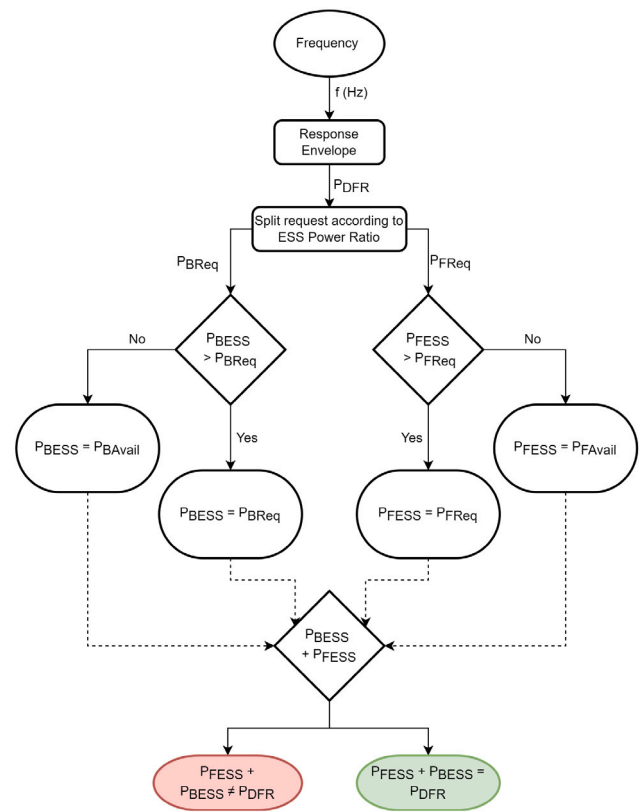 Frequency
f (Hz)
Response
Envelope
PDFR
Split request according to
ESS Power Ratio
PBReq
PFReq
PBESS
> PBReq
PFESS
> PFReq
No
No
Yes
Yes
PBESS = PBAvail
PFESS = PFAvail
PBESS = PBReq
PFESS = PFReq
PBESS
+ PFESS
PFESS +
PBESS ≠ PDFR
PFESS + PBESS =
PDFR